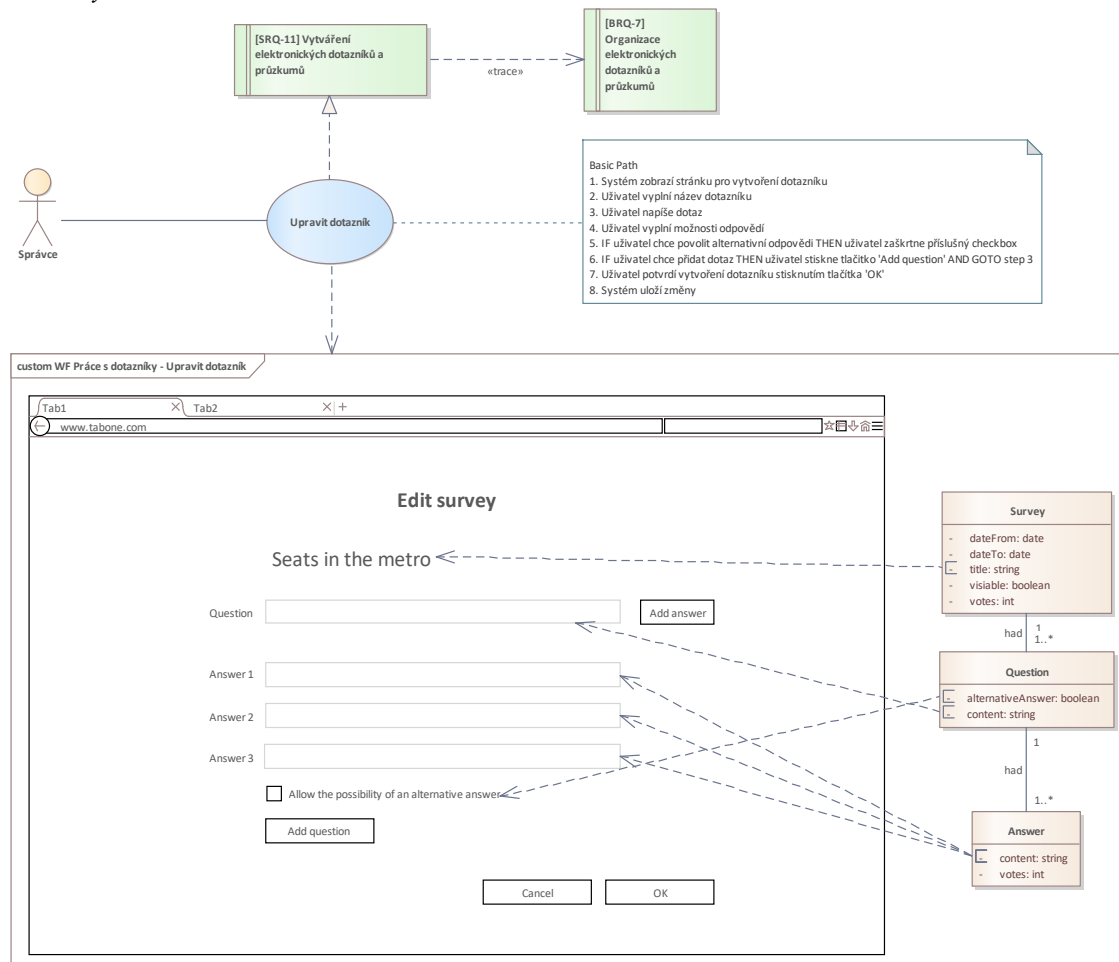 [SRQ-11] Vytváření
elektronických dotazníků a
průzkumů
«trace»
[BRQ-7]
Organizace
elektronických
dotazníků a
průzkumů
Správce
Upravit dotazník
Basic Path
1. Systém zobrazí stránku pro vytvoření dotazníku
2. Uživatel vyplní název dotazníku
3. Uživatel napíše dotaz
4. Uživatel vyplní možnosti odpovědí
5. IF uživatel chce povolit alternativní odpovědi THEN uživatel zaškrtne příslušný checkbox
6. IF uživatel chce přidat dotaz THEN uživatel stiskne tlačitko 'Add question' AND GOTO step 3
7. Uživatel potvrdí vytvoření dotazníku stisknutím tlačítka 'OK'
8. Systém uloží změny
custom WF Práce s dotazníky - Upravit dotazník
Tab1
Tab2
www.tabone.com
Edit survey
Seats in the metro
Question
Add answer
Answer 1
Answer 2
Answer 3
Allow the possibility of an alternative answer
Add question
Cancel
OK
Survey
- dateFrom: date
- dateTo: date
- title: string
- visiable: boolean
- votes: int
had
1
1..*
Question
- alternativeAnswer: boolean
- content: string
1
had
1..*
Answer
- content: string
- votes: int